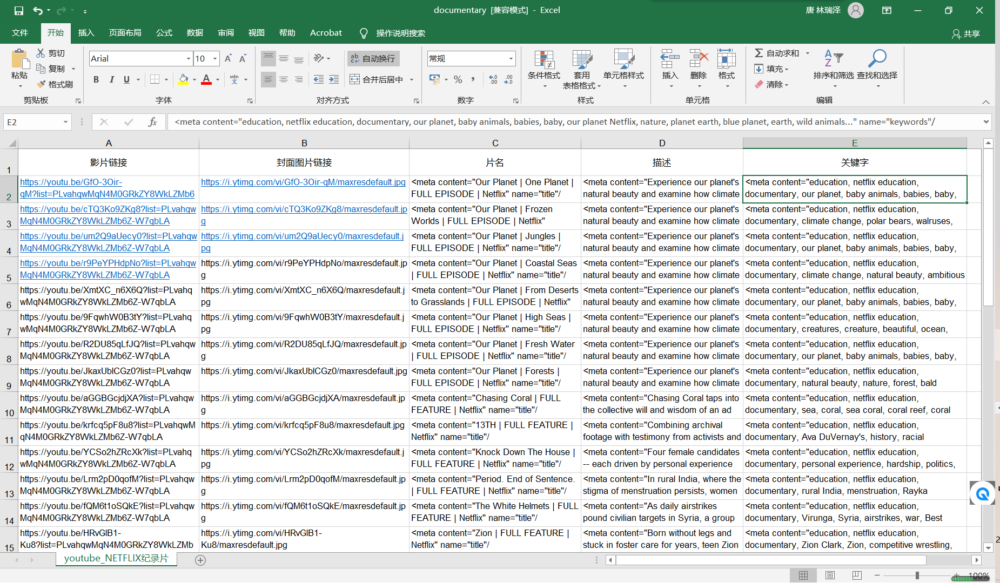 documentary [兼容模式] - Excel
唐 林瑞泽
文件 开始 插入 页面布局 公式 数据 审阅 视图 帮助 Acrobat 操作说明搜索 共享
粘贴
剪切
复制
格式刷
剪贴板
Arial 10
B I U
wén
文
字体
ab
c
自动换行
合并后居中
对齐方式
常规
% ,
数字
条件格式
套用
表格格式
单元格样式
样式
插入
删除
格式
单元格
自动求和
填充
清除
排序和筛选
查找和选择
编辑
E2
fx
<meta content="education, netflix education, documentary, our planet, baby animals, babies, baby, our planet Netflix, nature, planet earth, blue planet, earth, wild animals..." name="keywords"/
A B C D E
1 影片链接 封面图片链接 片名 描述 关键字
https://youtu.be/GfO-3Oir- https://i.ytimg.com/vi/GfO-3Oir-qM/maxresdefault.jpg <meta content="Our Planet | One Planet | <meta content="Experience our planet's <meta content="education, netflix education,
2 qM?list=PLvahqwMqN4M0GRkZY8WkLZMb6 FULL EPISODE | Netflix" name="title"/ natural beauty and examine how climate documentary, our planet, baby animals, babies, baby,
https://youtu.be/cTQ3Ko9ZKg8?list=PLvahqw https://i.ytimg.com/vi/cTQ3Ko9ZKg8/maxresdefault.jp <meta content="Our Planet | Frozen <meta content="Experience our planet's <meta content="education, netflix education,
3 MqN4M0GRkZY8WkLZMb6Z-W7qbLA g Worlds | FULL EPISODE | Netflix" natural beauty and examine how climate documentary, climate change, polar bears, walruses,
https://youtu.be/um2Q9aUecy0?list=PLvahqw https://i.ytimg.com/vi/um2Q9aUecy0/maxresdefault.j <meta content="Our Planet | Jungles | <meta content="Experience our planet's <meta content="education, netflix education,
4 MqN4M0GRkZY8WkLZMb6Z-W7qbLA pg FULL EPISODE | Netflix" name="title"/ natural beauty and examine how climate documentary, our planet, baby animals, babies, baby,
https://youtu.be/r9PeYPHdpNo?list=PLvahqw https://i.ytimg.com/vi/r9PeYPHdpNo/maxresdefault.jp <meta content="Our Planet | Coastal Seas <meta content="Experience our planet's <meta content="education, netflix education,
5 MqN4M0GRkZY8WkLZMb6Z-W7qbLA g | FULL EPISODE | Netflix" name="title"/ natural beauty and examine how climate documentary, climate change, natural beauty, ambitious
https://youtu.be/XmtXC_n6X6Q?list=PLvahq https://i.ytimg.com/vi/XmtXC_n6X6Q/maxresdefault.j <meta content="Our Planet | From Deserts <meta content="Experience our planet's <meta content="education, netflix education,
6 wMqN4M0GRkZY8WkLZMb6Z-W7qbLA pg to Grasslands | FULL EPISODE | Netflix" natural beauty and examine how climate documentary, our planet, baby animals, babies, baby,
https://youtu.be/9FqwhW0B3tY?list=PLvahq https://i.ytimg.com/vi/9FqwhW0B3tY/maxresdefault.j <meta content="Our Planet | High Seas | <meta content="Experience our planet's <meta content="education, netflix education,
7 wMqN4M0GRkZY8WkLZMb6Z-W7qbLA pg FULL EPISODE | Netflix" name="title"/ natural beauty and examine how climate documentary, creatures, creature, beautiful, ocean,
https://youtu.be/R2DU85qLfJQ?list=PLvahqw https://i.ytimg.com/vi/R2DU85qLfJQ/maxresdefault.jp <meta content="Our Planet | Fresh Water <meta content="Experience our planet's <meta content="education, netflix education,
8 MqN4M0GRkZY8WkLZMb6Z-W7qbLA g | FULL EPISODE | Netflix" name="title"/ natural beauty and examine how climate documentary, our planet, baby animals, babies, baby,
https://youtu.be/JkaxUblCGz0?list=PLvahqw https://i.ytimg.com/vi/JkaxUblCGz0/maxresdefault.jpg <meta content="Our Planet | Forests | <meta content="Experience our planet's <meta content="education, netflix education,
9 MqN4M0GRkZY8WkLZMb6Z-W7qbLA FULL EPISODE | Netflix" name="title"/ natural beauty and examine how climate documentary, natural beauty, nature, forest, bald
https://youtu.be/aGGBGcjdjXA?list=PLvahqw https://i.ytimg.com/vi/aGGBGcjdjXA/maxresdefault.jp <meta content="Chasing Coral | FULL <meta content="Chasing Coral taps into <meta content="education, netflix education,
10 MqN4M0GRkZY8WkLZMb6Z-W7qbLA g FEATURE | Netflix" name="title"/ the collective will and wisdom of an ad documentary, sea, coral, sea coral, coral reef, coral
https://youtu.be/krfcq5pF8u8?list=PLvahqwM https://i.ytimg.com/vi/krfcq5pF8u8/maxresdefault.jpg <meta content="13TH | FULL FEATURE | <meta content="Combining archival <meta content="education, netflix education,
11 qN4M0GRkZY8WkLZMb6Z-W7qbLA Netflix" name="title"/ footage with testimony from activists and documentary, Ava DuVernay's, history, racial
https://youtu.be/YCSo2hZRcXk?list=PLvahq https://i.ytimg.com/vi/YCSo2hZRcXk/maxresdefault.j <meta content="Knock Down The House | <meta content="Four female candidates <meta content="education, netflix education,
12 wMqN4M0GRkZY8WkLZMb6Z-W7qbLA pg FULL FEATURE | Netflix" name="title"/ -- each driven by personal experience documentary, personal experience, hardship, politics,
https://youtu.be/Lrm2pD0qofM?list=PLvahqw https://i.ytimg.com/vi/Lrm2pD0qofM/maxresdefault.jp <meta content="Period. End of Sentence. <meta content="In rural India, where the <meta content="education, netflix education,
13 MqN4M0GRkZY8WkLZMb6Z-W7qbLA g | FULL FEATURE | Netflix" name="title"/ stigma of menstruation persists, women documentary, rural India, menstruation, Rayka
https://youtu.be/fQM6t1oSQkE?list=PLvahqw https://i.ytimg.com/vi/fQM6t1oSQkE/maxresdefault.jp <meta content="The White Helmets | FULL <meta content="As daily airstrikes <meta content="education, netflix education,
14 MqN4M0GRkZY8WkLZMb6Z-W7qbLA g FEATURE | Netflix" name="title"/ pound civilian targets in Syria, a group documentary, Virunga, Syria, airstrikes, war, Best
https://youtu.be/HRvGlB1- https://i.ytimg.com/vi/HRvGlB1- <meta content="Zion | FULL FEATURE | <meta content="Born without legs and <meta content="education, netflix education,
15 Ku8?list=PLvahqwMqN4M0GRkZY8WkLZMb Ku8/maxresdefault.jpg Netflix" name="title"/ stuck in foster care for years, teen Zion documentary, Zion Clark, Zion, competitive wrestling,
youtube_NETFLIX纪录片
100%